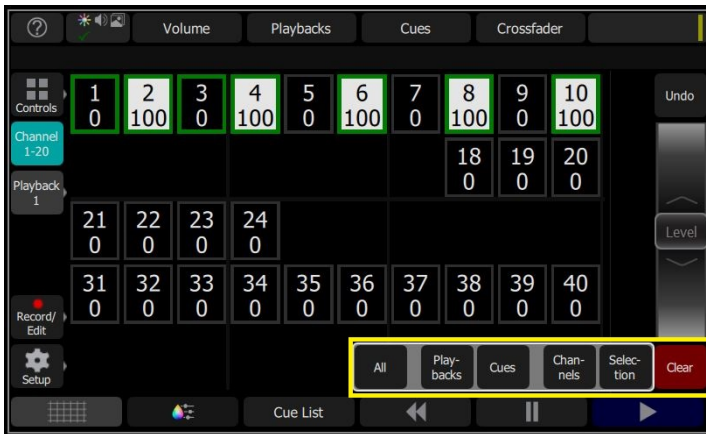 ?
Volume
Playbacks
Cues
Crossfader
Controls
1 2 3 4 5 6 7 8 9 10
0 100 0 100 0 100 0 100 0 100
Undo
Channel
1-20
18 19 20
0 0 0
Playback
1
21 22 23 24
0 0 0 0
Level
31 32 33 34 35 36 37 38 39 40
0 0 0 0 0 0 0 0 0 0
Record/
Edit
All
Play-
backs
Cues
Chan-
nels
Selec-
tion
Clear
Setup
Cue List